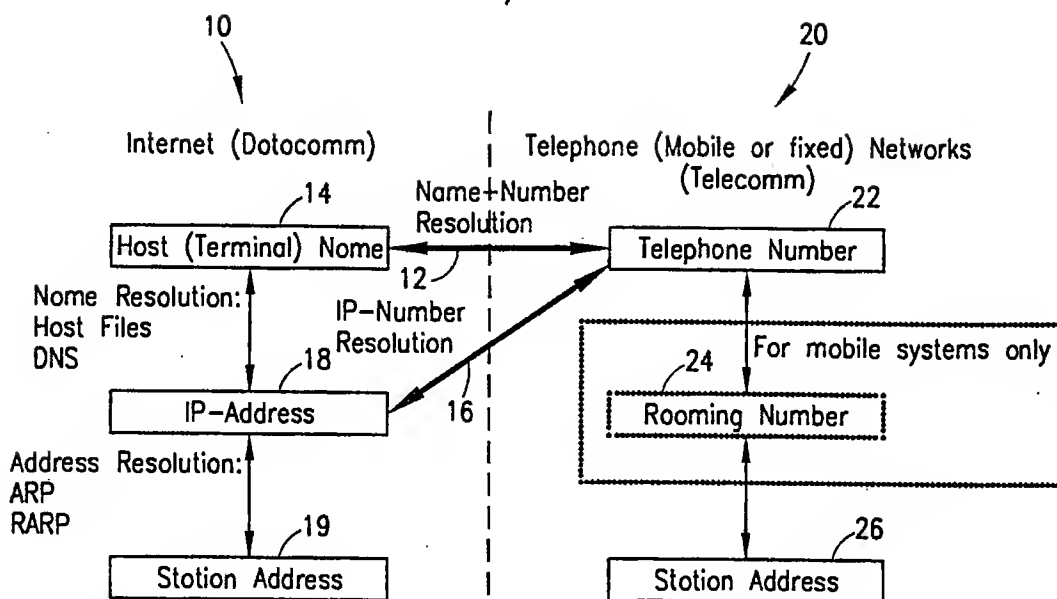 10
20
Internet (Dotocomm)
Telephone (Mobile or fixed) Networks
(Telecomm)
14
Name+Number
Resolution
22
Host (Terminal) Nome
12
Telephone Number
Nome Resolution:
Host Files
DNS
IP-Number
Resolution
18
16
For mobile systems only
24
IP-Address
Rooming Number
Address Resolution:
ARP
RARP
19
26
Stotion Address
Stotion Address